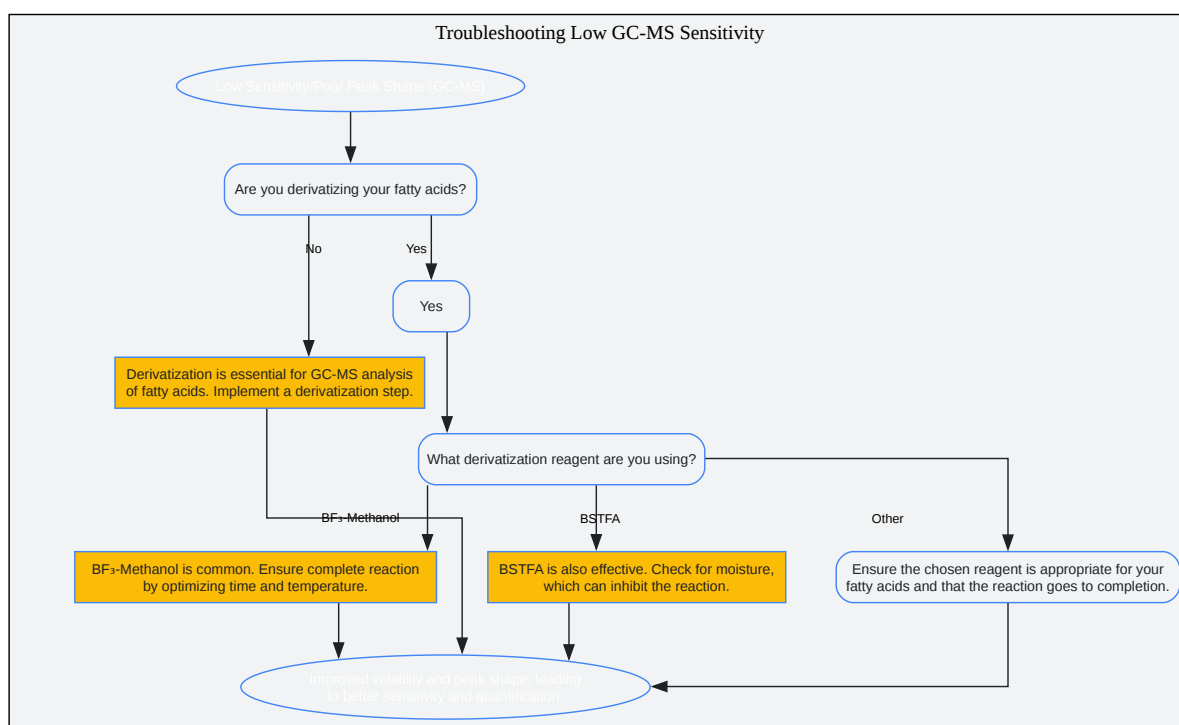 Troubleshooting Low GC-MS Sensitivity
Low Sensitivity/Poor Peak Shape (GC-MS)
Are you derivatizing your fatty acids?
No
Yes
Yes
Derivatization is essential for GC-MS analysis
of fatty acids. Implement a derivatization step.
What derivatization reagent are you using?
BF₃-Methanol
BSTFA
Other
BF₃-Methanol is common. Ensure complete reaction
by optimizing time and temperature.
BSTFA is also effective. Check for moisture,
which can inhibit the reaction.
Ensure the chosen reagent is appropriate for your
fatty acids and that the reaction goes to completion.
Improved volatility and peak shape, leading
to better sensitivity and quantification.